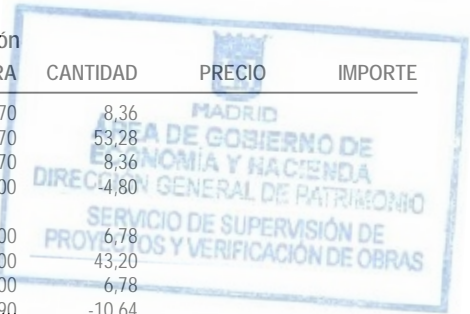 ón
RA CANTIDAD PRECIO IMPORTE
70 8,36
MADRID
70 53,28
ÁREA DE GOBIERNO DE
70 8,36
ECONOMÍA Y HACIENDA
00 -4,80
DIRECCIÓN GENERAL DE PATRIMONIO
SERVICIO DE SUPERVISIÓN DE
00 6,78
PROYECTOS Y VERIFICACIÓN DE OBRAS
00 43,20
00 6,78
90 -10,64